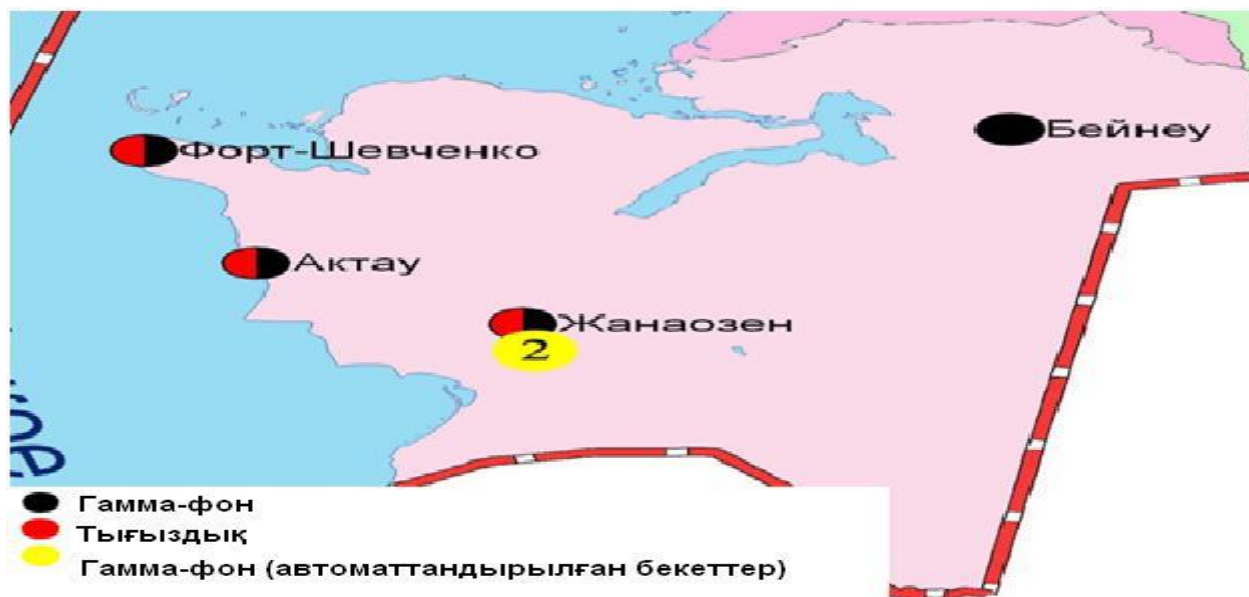 Бейнеу
Форт-Шевченко
Актау
Жанаозен
2
Гамма-фон
Тығыздық
Гамма-фон (автоматтандырылған бекеттер)